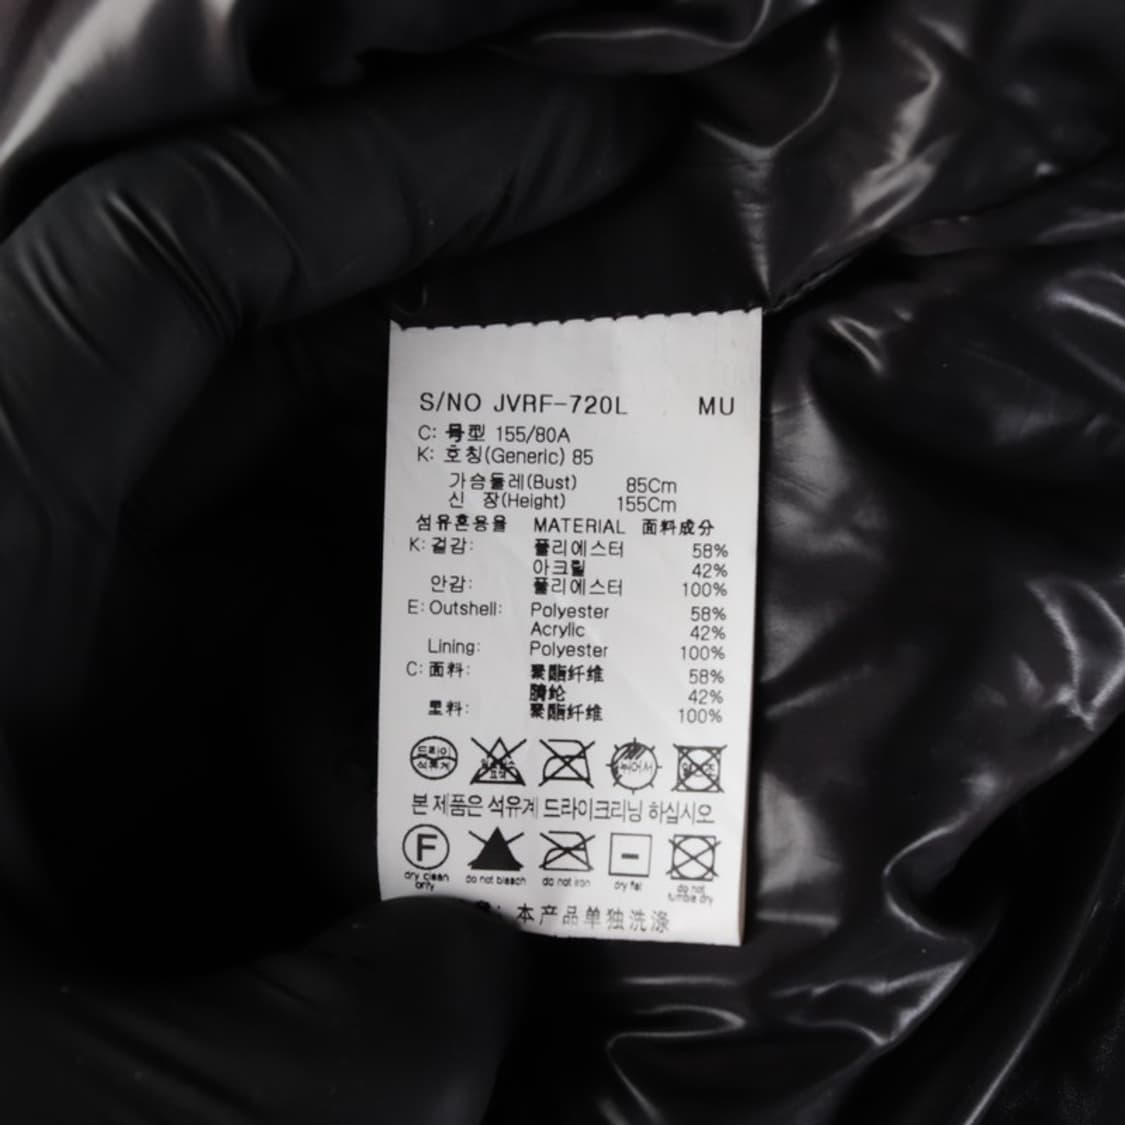 S/NO JVRF-720L MU
C: 号型 155/80A
K: 호칭(Generic) 85
가슴둘레(Bust) 85Cm
신 장(Height) 155Cm
섬유혼용율 MATERIAL 面料成分
K: 겉감: 폴리에스터 58%
아크릴 42%
안감: 폴리에스터 100%
E: Outshell: Polyester 58%
Acrylic 42%
Lining: Polyester 100%
C: 面料: 聚酯纤维 58%
腈纶 42%
里料: 聚酯纤维 100%
드라이 석유계
본 제품은 석유계 드라이크리닝 하십시오
F
dry clean only do not bleach do not iron dry flat do not tumble dry
本产品单独洗涤